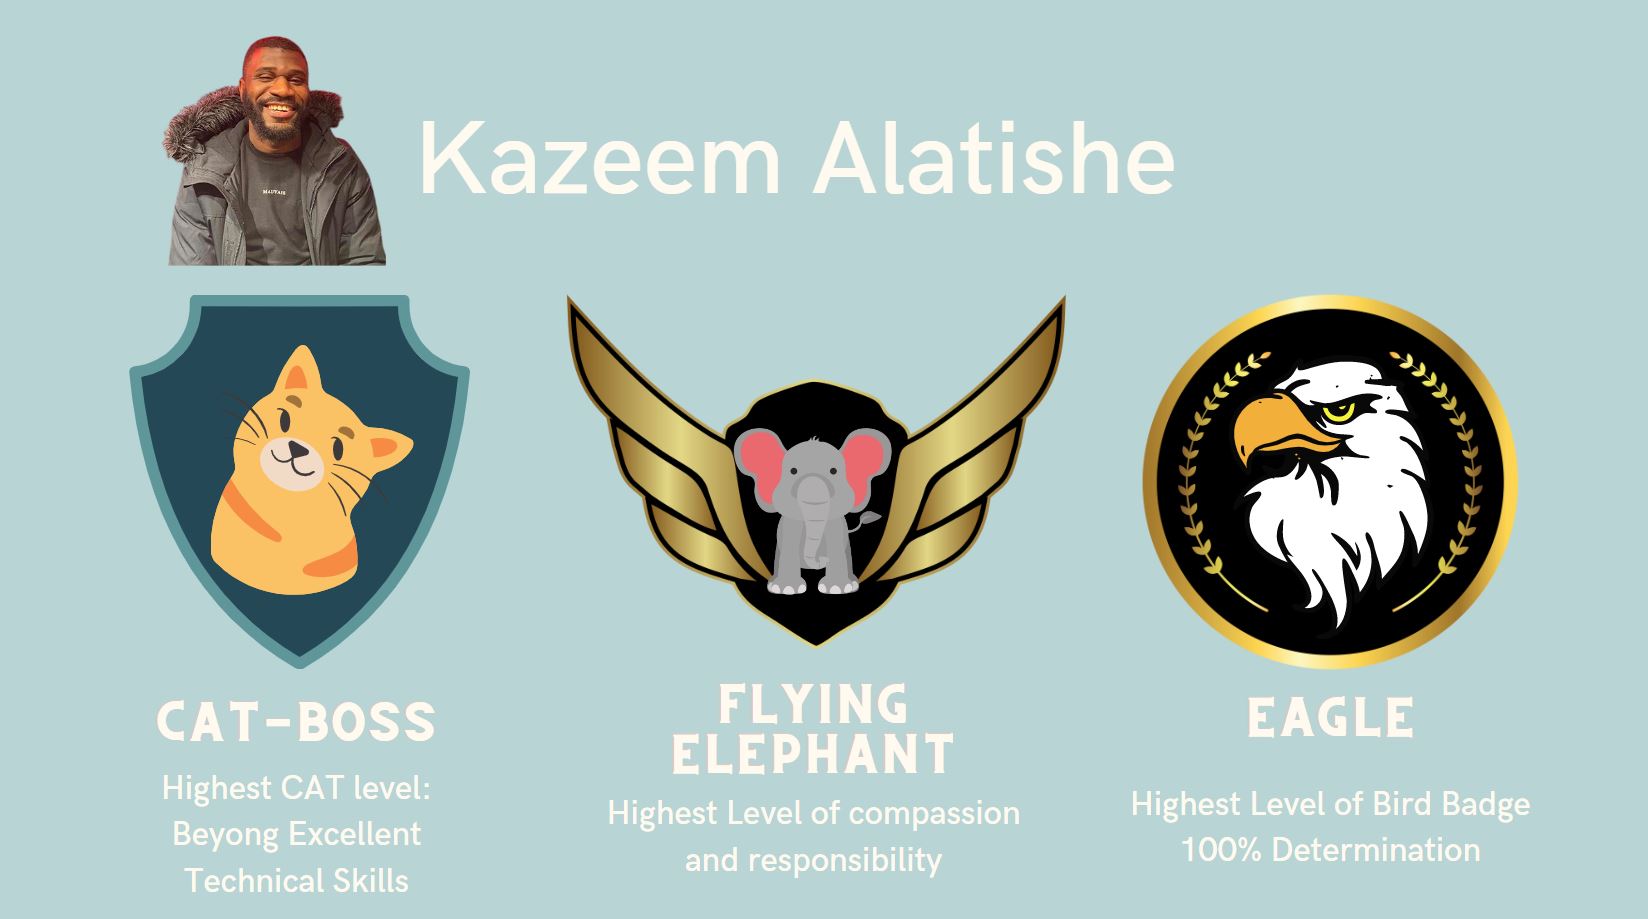 Kazeem Alatishe
MAUVAIS
CAT-BOSS
Highest CAT level:
Beyong Excellent
Technical Skills
FLYING
ELEPHANT
Highest Level of compassion
and responsibility
EAGLE
Highest Level of Bird Badge
100% Determination